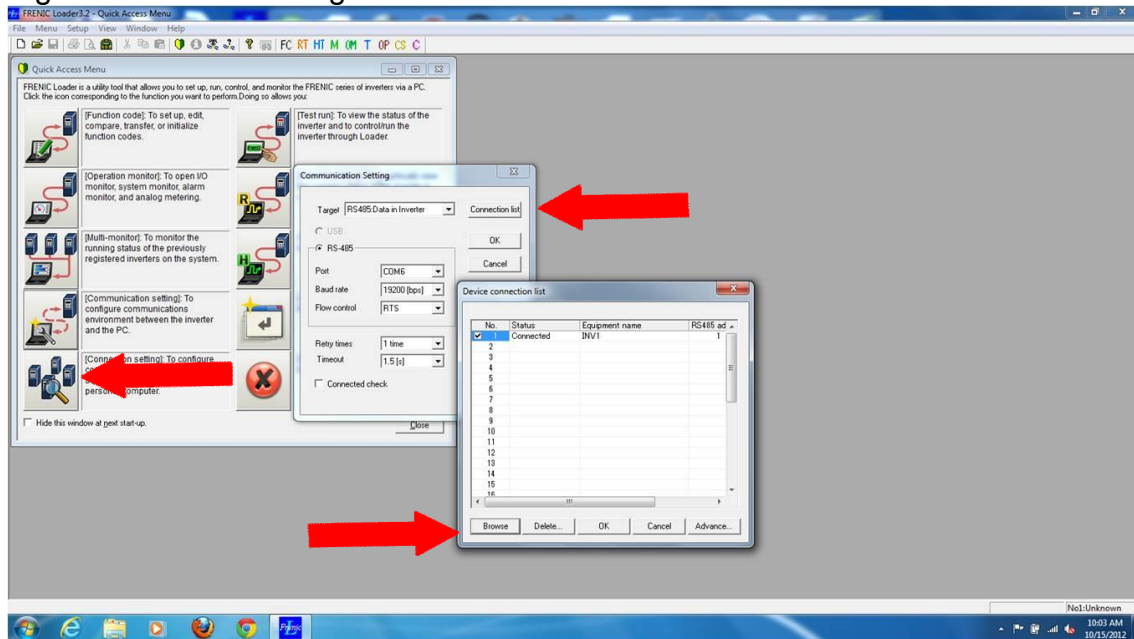 FRENIC Loader3.2 - Quick Access Menu
File Menu Setup View Window Help
FC RT HT M OM T OP CS C
Quick Access Menu
FRENIC Loader is a utility tool that allows you to set up, run, control, and monitor the FRENIC series of inverters via a PC.
Click the icon corresponding to the function you want to perform.Doing so allows you:
[Function code]: To set up, edit,
compare, transfer, or initialize
function codes.
[Test run]: To view the status of the
inverter and to control/run the
inverter through Loader.
[Operation monitor]: To open I/O
monitor, system monitor, alarm
monitor, and analog metering.
[Multi-monitor]: To monitor the
running status of the previously
registered inverters on the system.
[Communication setting]: To
configure communications
environment between the inverter
and the PC.
[Connection setting]: To configure
personal computer.
Hide this window at next start-up.
Close
Communication Setting
Target RS485:Data in Inverter Connection list
USB
RS-485
OK
Port COM6
Cancel
Baud rate 19200 [bps]
Flow control RTS
Retry times 1 time
Timeout 1.5 [s]
Connected check
Device connection list
No. Status Equipment name RS485 ad
1 Connected INV1 1
2
3
4
5
6
7
8
9
10
11
12
13
14
15
16
Browse Delete... OK Cancel Advance...
No1:Unknown
Frenic
10:03 AM
10/15/2012